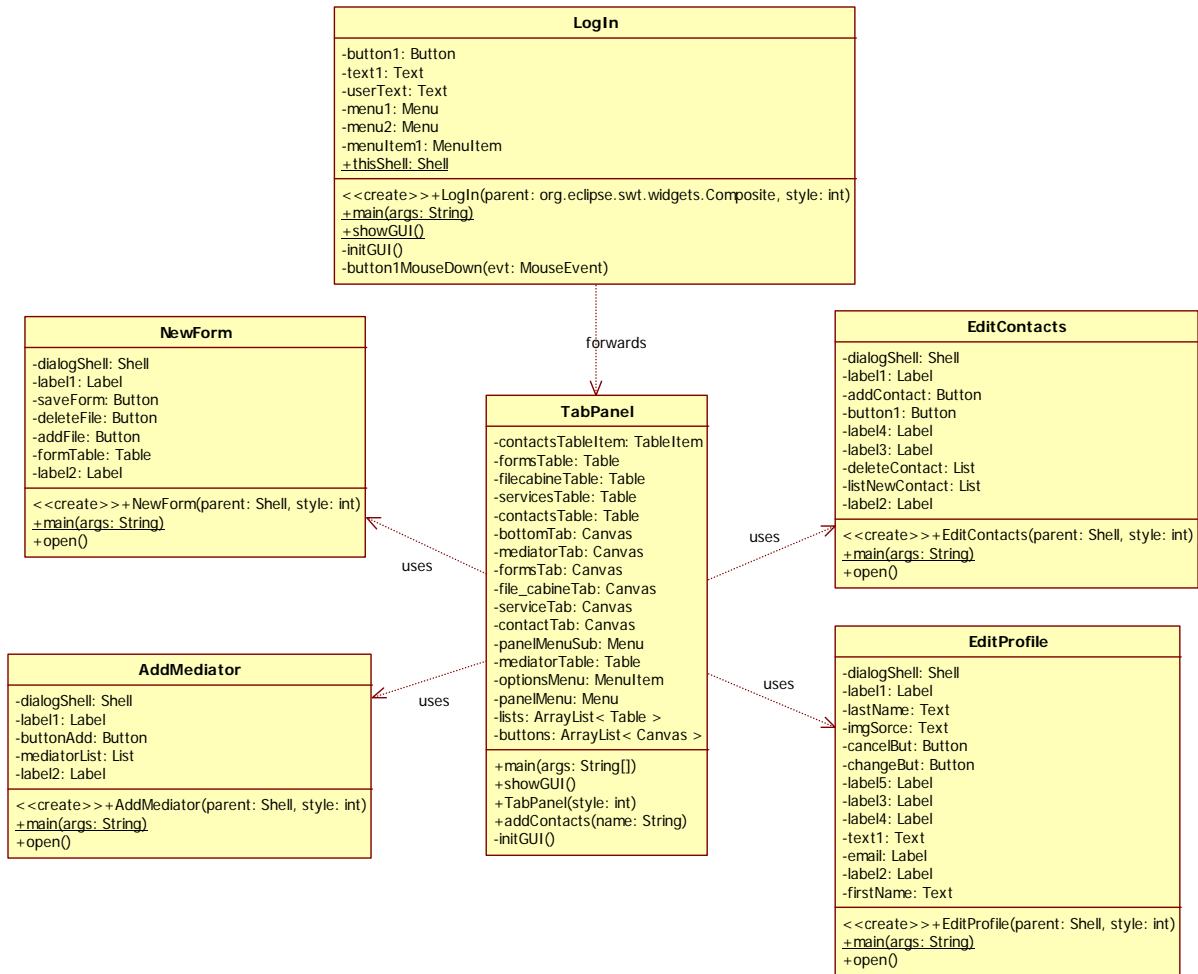 LogIn
-button1: Button
-text1: Text
-userText: Text
-menu1: Menu
-menu2: Menu
-menuItem1: MenuItem
+thisShell: Shell
<<create>>+LogIn(parent: org.eclipse.swt.widgets.Composite, style: int)
+main(args: String)
+showGUI()
-initGUI()
-button1MouseDown(evt: MouseEvent)
forwards
NewForm
-dialogShell: Shell
-label1: Label
-saveForm: Button
-deleteFile: Button
-addFile: Button
-formTable: Table
-label2: Label
<<create>>+NewForm(parent: Shell, style: int)
+main(args: String)
+open()
uses
EditContacts
-dialogShell: Shell
-label1: Label
-addContact: Button
-button1: Button
-label4: Label
-label3: Label
-deleteContact: List
-listNewContact: List
-label2: Label
<<create>>+EditContacts(parent: Shell, style: int)
+main(args: String)
+open()
uses
TabPanel
-contactsTableItem: TableItem
-formsTable: Table
-filecabineTable: Table
-servicesTable: Table
-contactsTable: Table
-bottomTab: Canvas
-mediatorTab: Canvas
-formsTab: Canvas
-file_cabineTab: Canvas
-serviceTab: Canvas
-contactTab: Canvas
-panelMenuSub: Menu
-mediatorTable: Table
-optionsMenu: MenuItem
-panelMenu: Menu
-lists: ArrayList< Table >
-buttons: ArrayList< Canvas >
+main(args: String[])
+showGUI()
+TabPanel(style: int)
+addContacts(name: String)
-initGUI()
AddMediator
-dialogShell: Shell
-label1: Label
-buttonAdd: Button
-mediatorList: List
-label2: Label
<<create>>+AddMediator(parent: Shell, style: int)
+main(args: String)
+open()
uses
EditProfile
-dialogShell: Shell
-label1: Label
-lastName: Text
-imgSorce: Text
-cancelBut: Button
-changeBut: Button
-label5: Label
-label3: Label
-label4: Label
-text1: Text
-email: Label
-label2: Label
-firstName: Text
<<create>>+EditProfile(parent: Shell, style: int)
+main(args: String)
+open()
uses